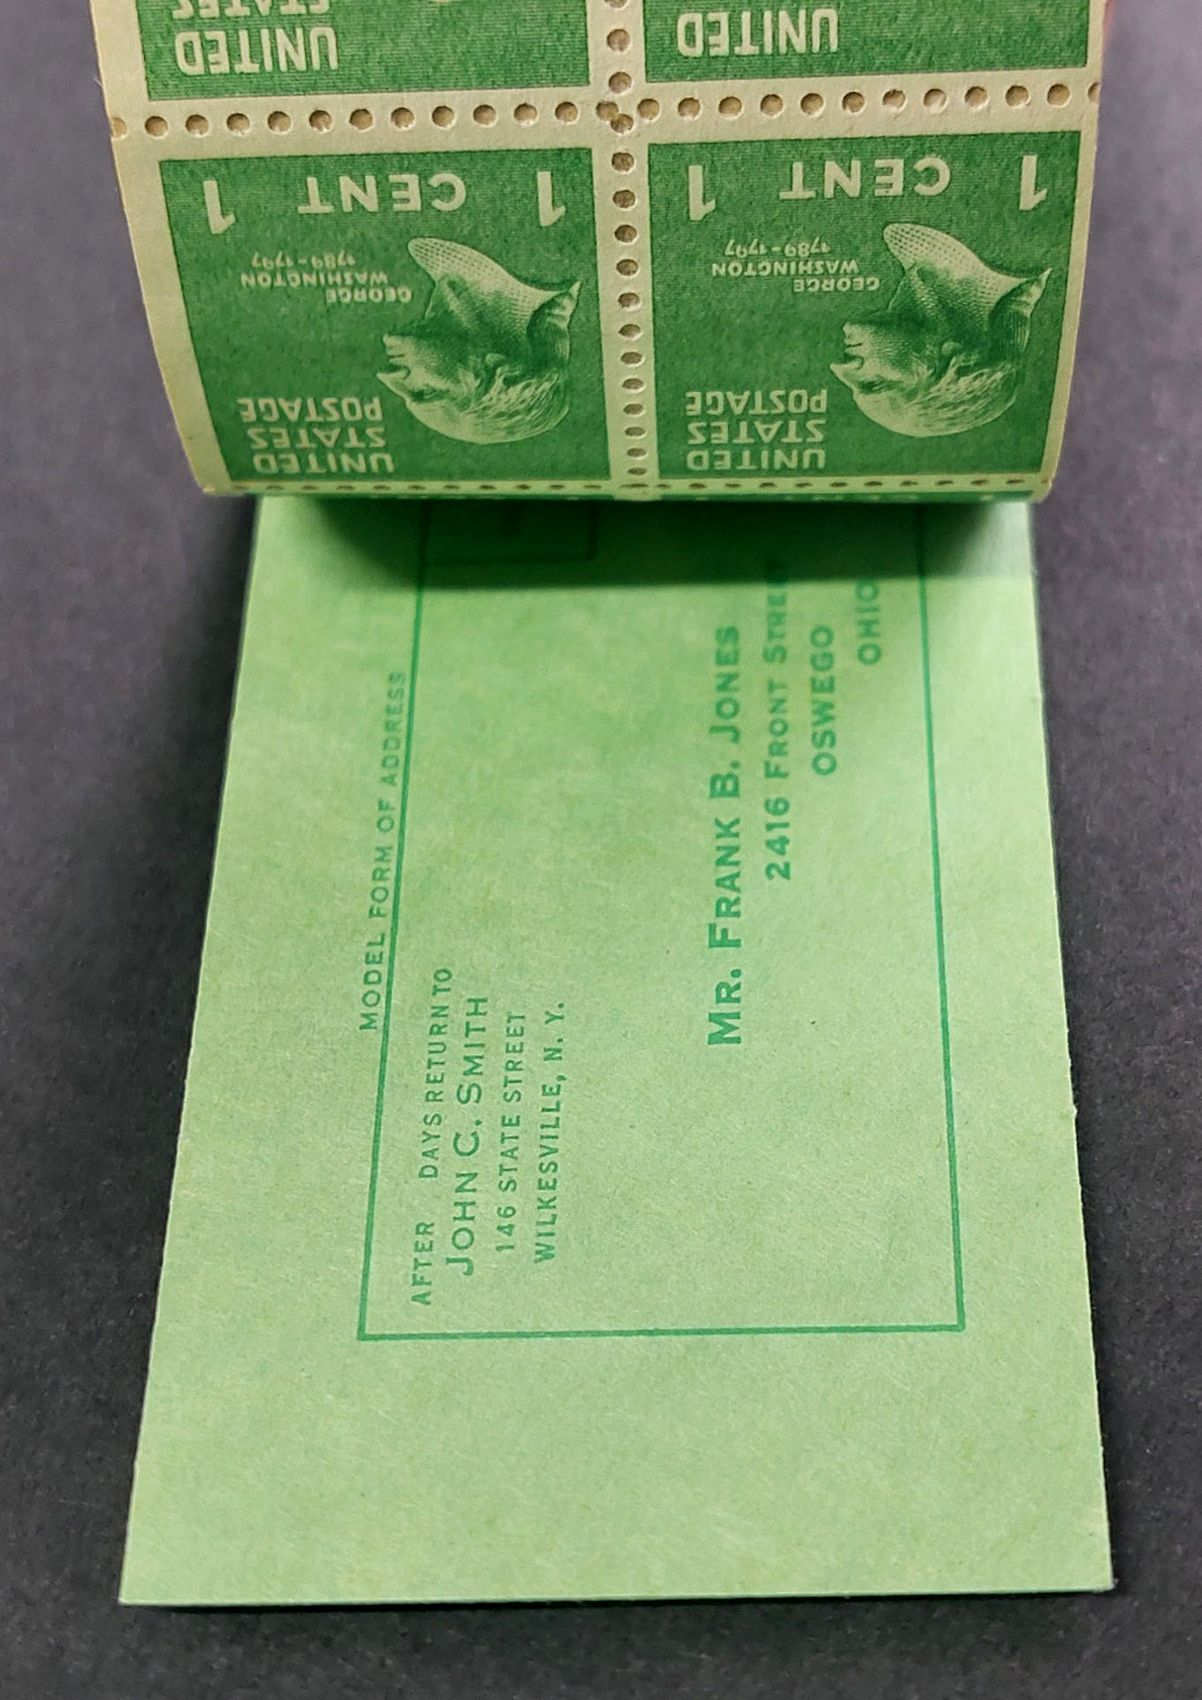 UNITED
STATES
UNITED
1 CENT 1
GEORGE
WASHINGTON
1789-1797
UNITED
STATES
POSTAGE
1 CENT 1
GEORGE
WASHINGTON
1789-1797
UNITED
STATES
POSTAGE
MODEL FORM OF ADDRESS
AFTER DAYS RETURN TO
JOHN C. SMITH
146 STATE STREET
WILKESVILLE, N. Y.
MR. FRANK B. JONES
2416 FRONT STREET
OSWEGO
OHIO